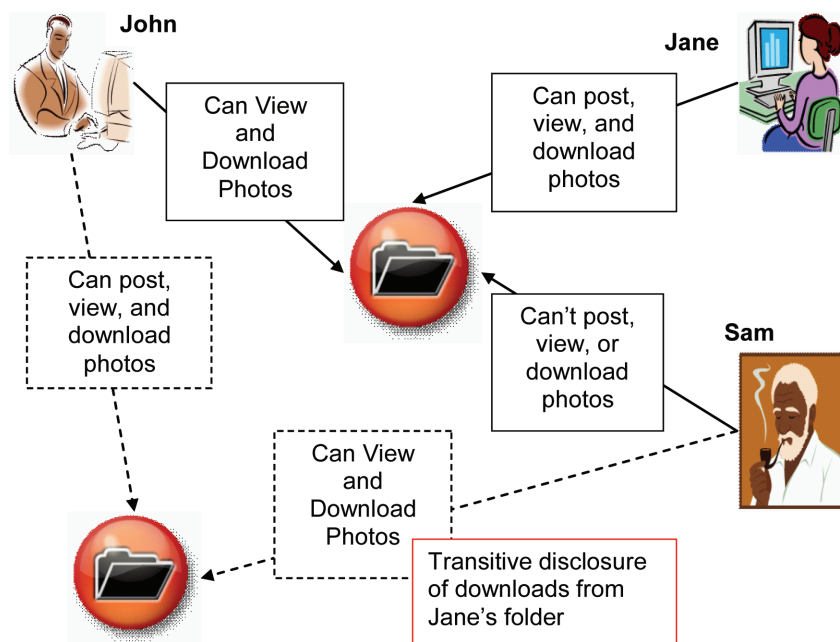 John
Jane
Can View
and
Download
Photos
Can post,
view, and
download
photos
Can post,
view, and
download
photos
Can’t post,
view, or
download
photos
Sam
Can View
and
Download
Photos
Transitive disclosure
of downloads from
Jane’s folder